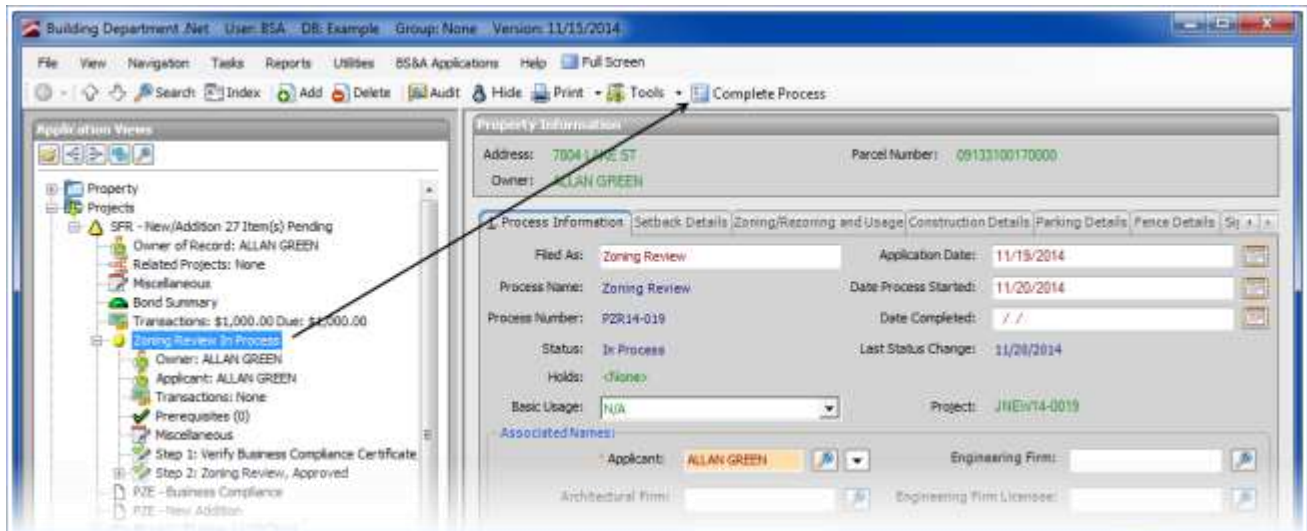 Building Department .Net User: BSA DB: Example Group: None Version: 11/15/2014
File View Navigation Tasks Reports Utilities BS&A Applications Help Full Screen
Search Index Add Delete Audit Hide Print Tools Complete Process
Application Views
Property
Projects
SFR - New/Addition 27 Item(s) Pending
Owner of Record: ALLAN GREEN
Related Projects: None
Miscellaneous
Bond Summary
Transactions: $1,000.00 Due: $1,000.00
Zoning Review In Process
Owner: ALLAN GREEN
Applicant: ALLAN GREEN
Transactions: None
Prerequisites (0)
Miscellaneous
Step 1: Verify Business Compliance Certificate
Step 2: Zoning Review, Approved
PZE - Business Compliance
PZE - New Addition
Property Information
Address: 7804 LAKE ST Parcel Number: 09133100170000
Owner: ALLAN GREEN
1 Process Information Setback Details Zoning/Rezoning and Usage Construction Details Parking Details Fence Details
Filed As: Zoning Review Application Date: 11/19/2014
Process Name: Zoning Review Date Process Started: 11/20/2014
Process Number: PZR14-019 Date Completed: / /
Status: In Process Last Status Change: 11/20/2014
Holds: <None>
Basic Usage: N/A Project: JNEW14-0019
Associated Names:
Applicant: ALLAN GREEN Engineering Firm:
Architectural Firm: Engineering Firm Licensee: